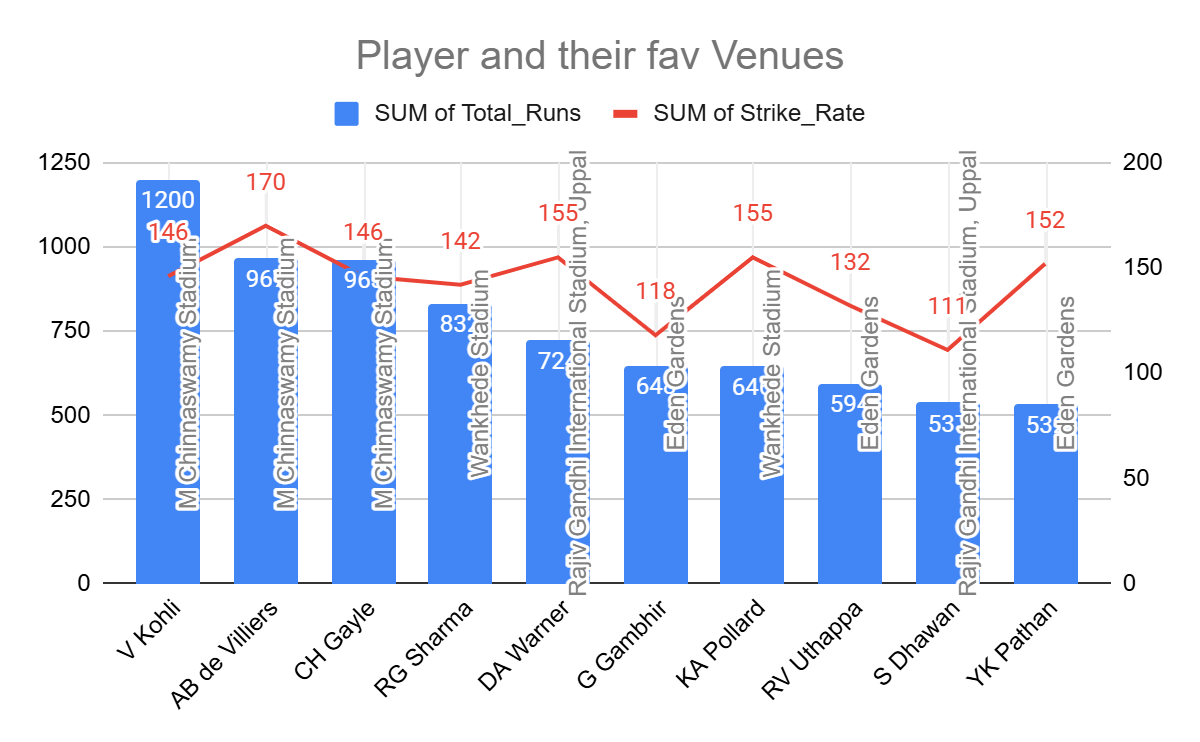 Player and their fav Venues
SUM of Total_Runs
SUM of Strike_Rate
1250
1000
750
500
250
0
200
150
100
50
0
1200
832
724
594
537
146
170
146
142
155
118
155
132
111
152
M Chinnaswamy Stadium
M Chinnaswamy Stadium
M Chinnaswamy Stadium
Wankhede Stadium
Rajiv Gandhi International Stadium, Uppal
Eden Gardens
Wankhede Stadium
Eden Gardens
Rajiv Gandhi International Stadium, Uppal
Eden Gardens
V Kohli
AB de Villiers
CH Gayle
RG Sharma
DA Warner
G Gambhir
KA Pollard
RV Uthappa
S Dhawan
YK Pathan